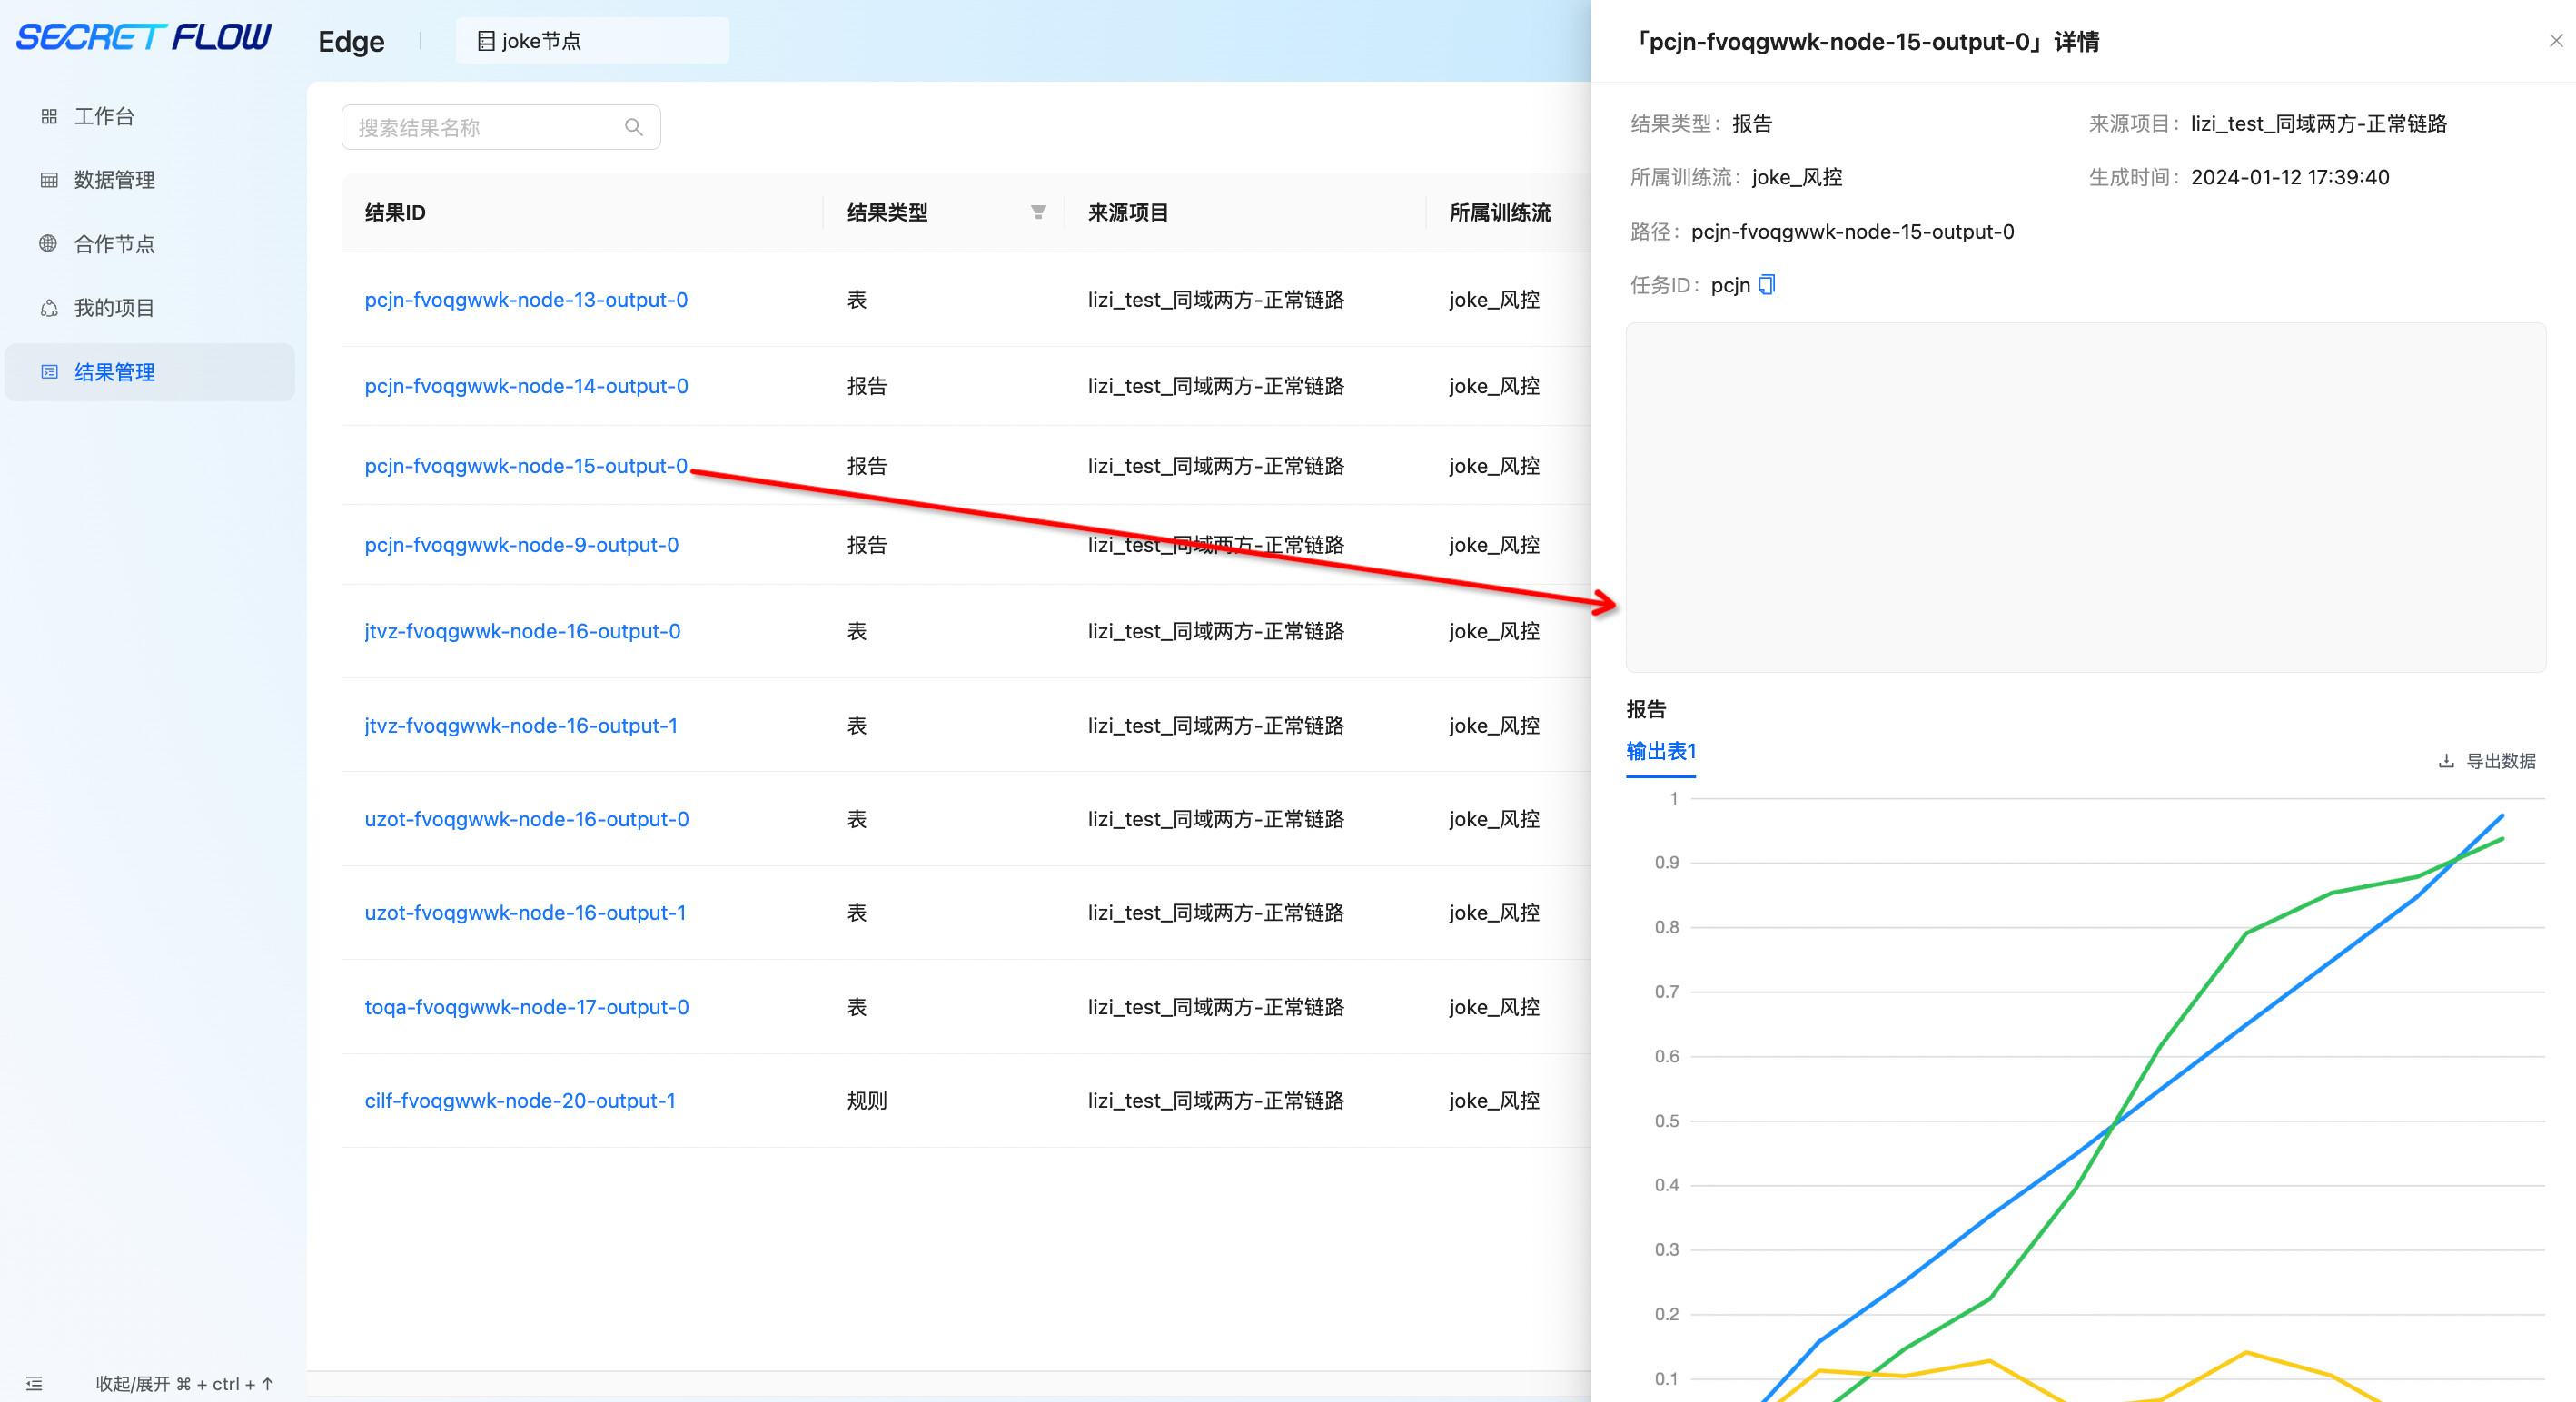 SECRET FLOW
Edge
joke节点
工作台
数据管理
合作节点
我的项目
结果管理
收起/展开 ⌘ + ctrl + ↑
搜索结果名称
结果ID 结果类型 来源项目 所属训练流
pcjn-fvoqgwwk-node-13-output-0 表 lizi_test_同域两方-正常链路 joke_风控
pcjn-fvoqgwwk-node-14-output-0 报告 lizi_test_同域两方-正常链路 joke_风控
pcjn-fvoqgwwk-node-15-output-0 报告 lizi_test_同域两方-正常链路 joke_风控
pcjn-fvoqgwwk-node-9-output-0 报告 lizi_test_同域两方-正常链路 joke_风控
jtvz-fvoqgwwk-node-16-output-0 表 lizi_test_同域两方-正常链路 joke_风控
jtvz-fvoqgwwk-node-16-output-1 表 lizi_test_同域两方-正常链路 joke_风控
uzot-fvoqgwwk-node-16-output-0 表 lizi_test_同域两方-正常链路 joke_风控
uzot-fvoqgwwk-node-16-output-1 表 lizi_test_同域两方-正常链路 joke_风控
toqa-fvoqgwwk-node-17-output-0 表 lizi_test_同域两方-正常链路 joke_风控
cilf-fvoqgwwk-node-20-output-1 规则 lizi_test_同域两方-正常链路 joke_风控
「pcjn-fvoqgwwk-node-15-output-0」详情
结果类型: 报告 来源项目: lizi_test_同域两方-正常链路
所属训练流: joke_风控 生成时间: 2024-01-12 17:39:40
路径: pcjn-fvoqgwwk-node-15-output-0
任务ID: pcjn
报告
输出表1
导出数据
1
0.9
0.8
0.7
0.6
0.5
0.4
0.3
0.2
0.1